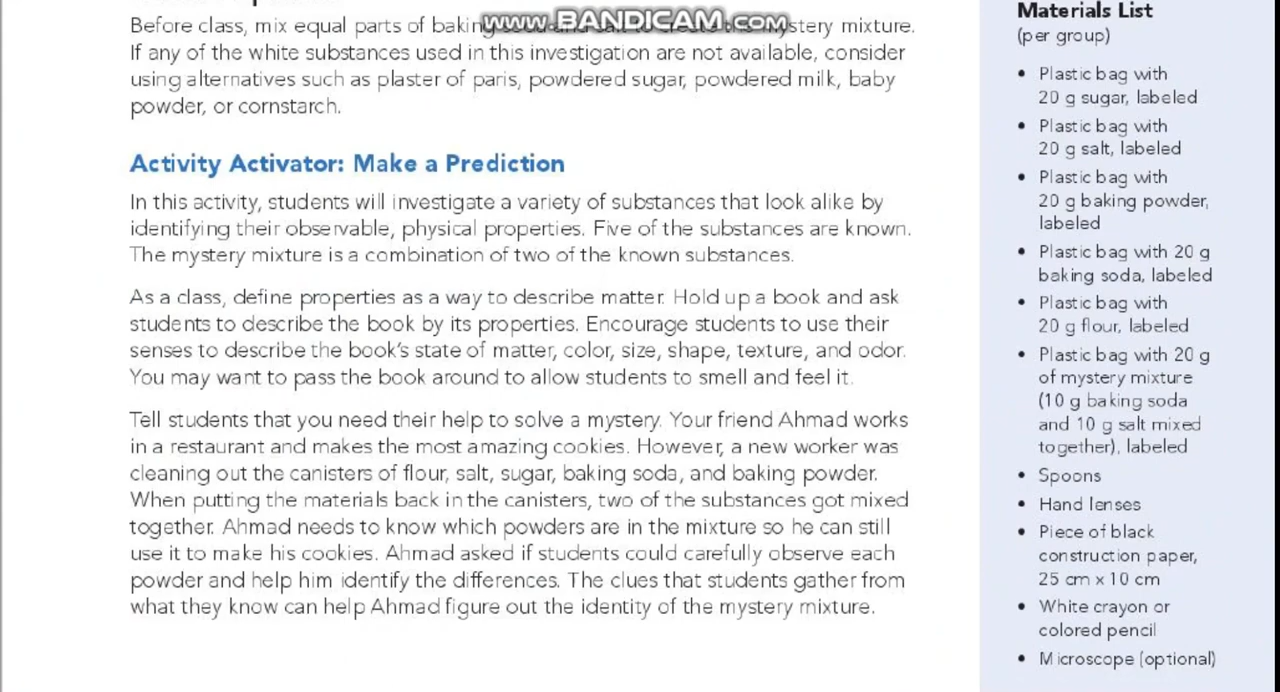 Before class, mix equal parts of baking soda and salt to create the mystery mixture.
www.BANDICAM.com
If any of the white substances used in this investigation are not available, consider
using alternatives such as plaster of paris, powdered sugar, powdered milk, baby
powder, or cornstarch.
Activity Activator: Make a Prediction
In this activity, students will investigate a variety of substances that look alike by
identifying their observable, physical properties. Five of the substances are known.
The mystery mixture is a combination of two of the known substances.
As a class, define properties as a way to describe matter. Hold up a book and ask
students to describe the book by its properties. Encourage students to use their
senses to describe the book's state of matter, color, size, shape, texture, and odor.
You may want to pass the book around to allow students to smell and feel it.
Tell students that you need their help to solve a mystery. Your friend Ahmad works
in a restaurant and makes the most amazing cookies. However, a new worker was
cleaning out the canisters of flour, salt, sugar, baking soda, and baking powder.
When putting the materials back in the canisters, two of the substances got mixed
together. Ahmad needs to know which powders are in the mixture so he can still
use it to make his cookies. Ahmad asked if students could carefully observe each
powder and help him identify the differences. The clues that students gather from
what they know can help Ahmad figure out the identity of the mystery mixture.
Materials List
(per group)
• Plastic bag with
20 g sugar, labeled
• Plastic bag with
20 g salt, labeled
• Plastic bag with
20 g baking powder,
labeled
• Plastic bag with 20 g
baking soda, labeled
• Plastic bag with
20 g flour, labeled
• Plastic bag with 20 g
of mystery mixture
(10 g baking soda
and 10 g salt mixed
together), labeled
• Spoons
• Hand lenses
• Piece of black
construction paper,
25 cm x 10 cm
• White crayon or
colored pencil
• Microscope (optional)